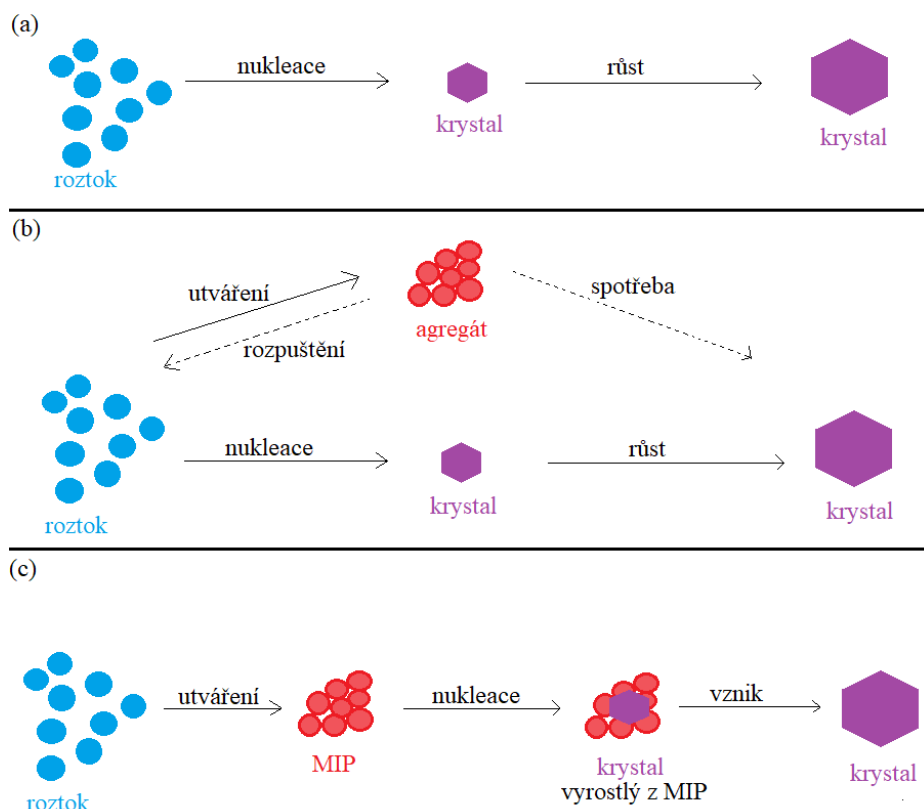 (a)
nukleace
růst
krystal
krystal
roztok
(b)
utváření
spotřeba
agregát
rozpuštění
nukleace
růst
krystal
krystal
roztok
(c)
utváření
nukleace
vznik
MIP
krystal
vyrostlý z MIP
krystal
roztok